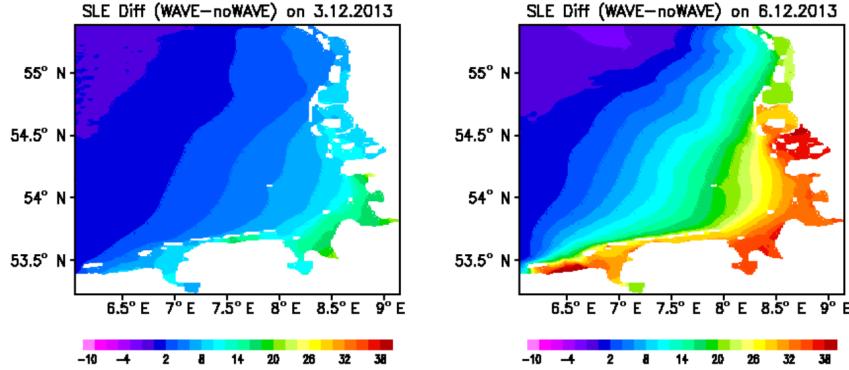 SLE Diff (WAVE−noWAVE) on 3.12.2013
55° N
54.5° N
54° N
53.5° N
6.5° E 7° E 7.5° E 8° E 8.5° E 9° E
-10 -4 2 8 14 20 26 32 38
SLE Diff (WAVE−noWAVE) on 6.12.2013
55° N
54.5° N
54° N
53.5° N
6.5° E 7° E 7.5° E 8° E 8.5° E 9° E
-10 -4 2 8 14 20 26 32 38